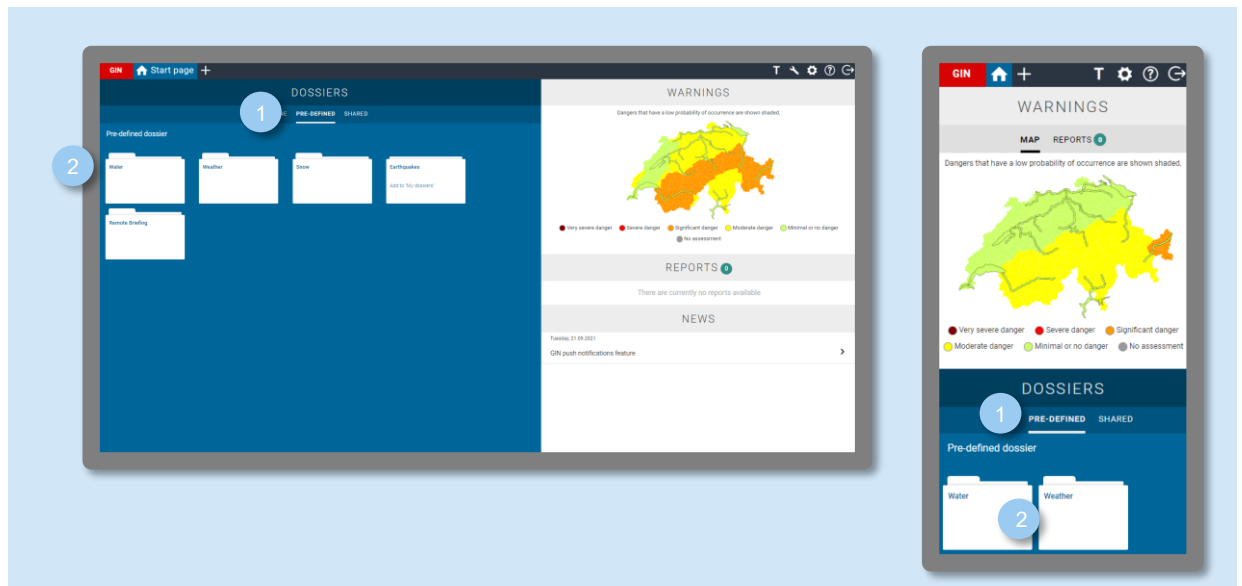 GIN Start page
T
DOSSIERS
1
PRE-DEFINED SHARED
Pre-defined dossier
2
Water Weather Snow Earthquakes
Add to "My dossiers"
Remote Briefing
WARNINGS
Dangers that have a low probability of occurrence are shown shaded.
Very severe danger Severe danger Significant danger Moderate danger Minimal or no danger
No assessment
REPORTS 0
There are currently no reports available
NEWS
Tuesday, 21.09.2021
GIN push notifications feature
GIN T
WARNINGS
MAP REPORTS 0
Dangers that have a low probability of occurrence are shown shaded.
Very severe danger Severe danger Significant danger
Moderate danger Minimal or no danger No assessment
DOSSIERS
1
PRE-DEFINED SHARED
Pre-defined dossier
Water Weather
2